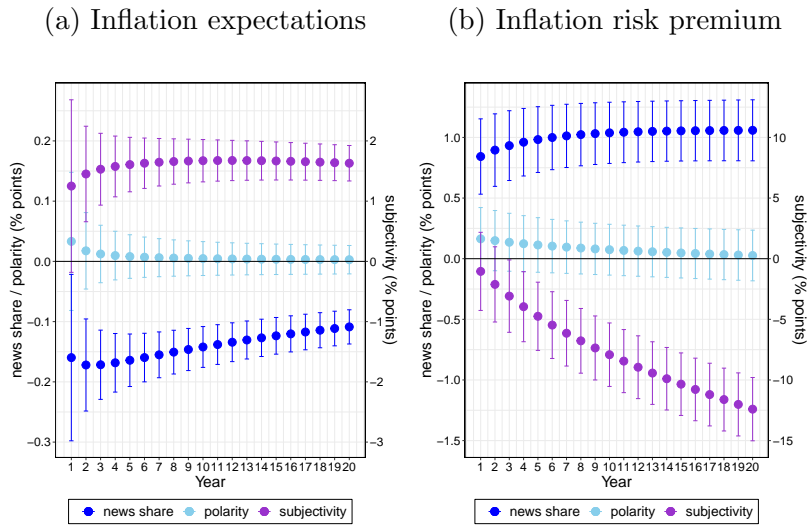 (a) Inflation expectations
(b) Inflation risk premium
news share / polarity (% points)
0.2
0.1
0.0
−0.1
−0.2
−0.3
2
1
0
−1
−2
−3
subjectivity (% points)
1 2 3 4 5 6 7 8 9 10 11 12 13 14 15 16 17 18 19 20
Year
news share polarity subjectivity
news share / polarity (% points)
1.0
0.5
0.0
−0.5
−1.0
−1.5
10
5
0
−5
−10
−15
subjectivity (% points)
1 2 3 4 5 6 7 8 9 10 11 12 13 14 15 16 17 18 19 20
Year
news share polarity subjectivity